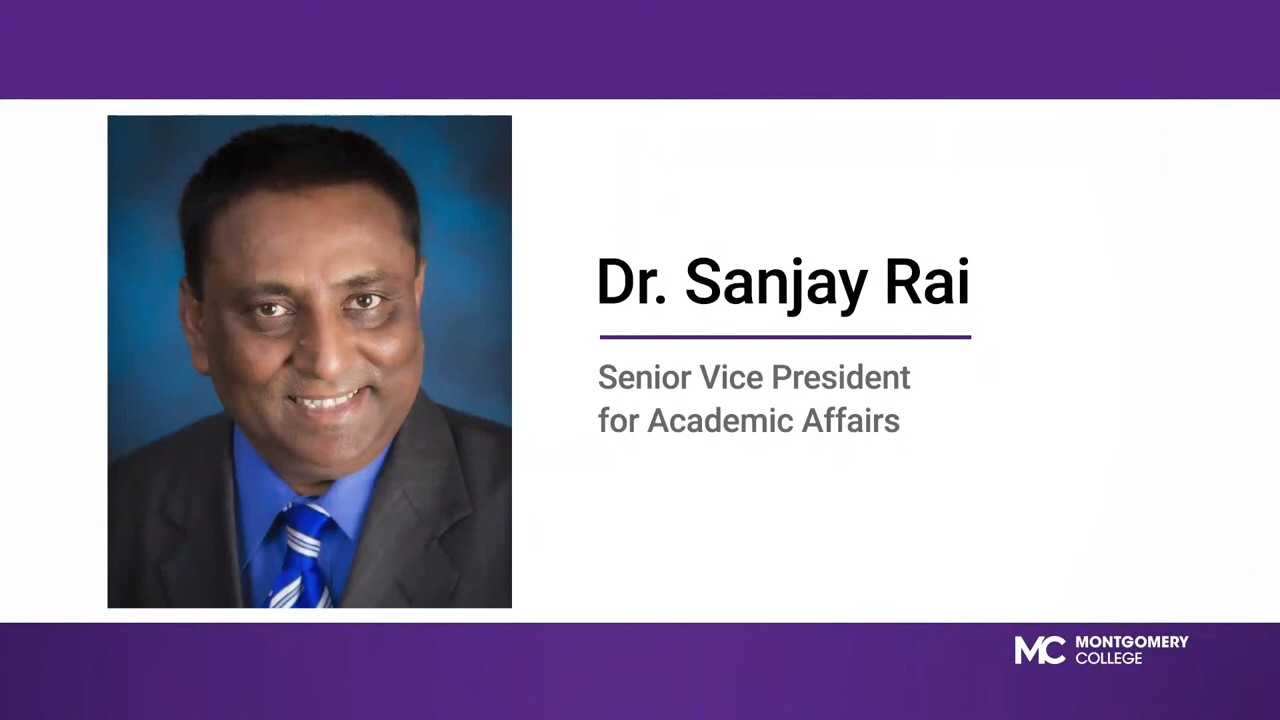 Dr. Sanjay Rai
Senior Vice President
for Academic Affairs
MC MONTGOMERY
COLLEGE